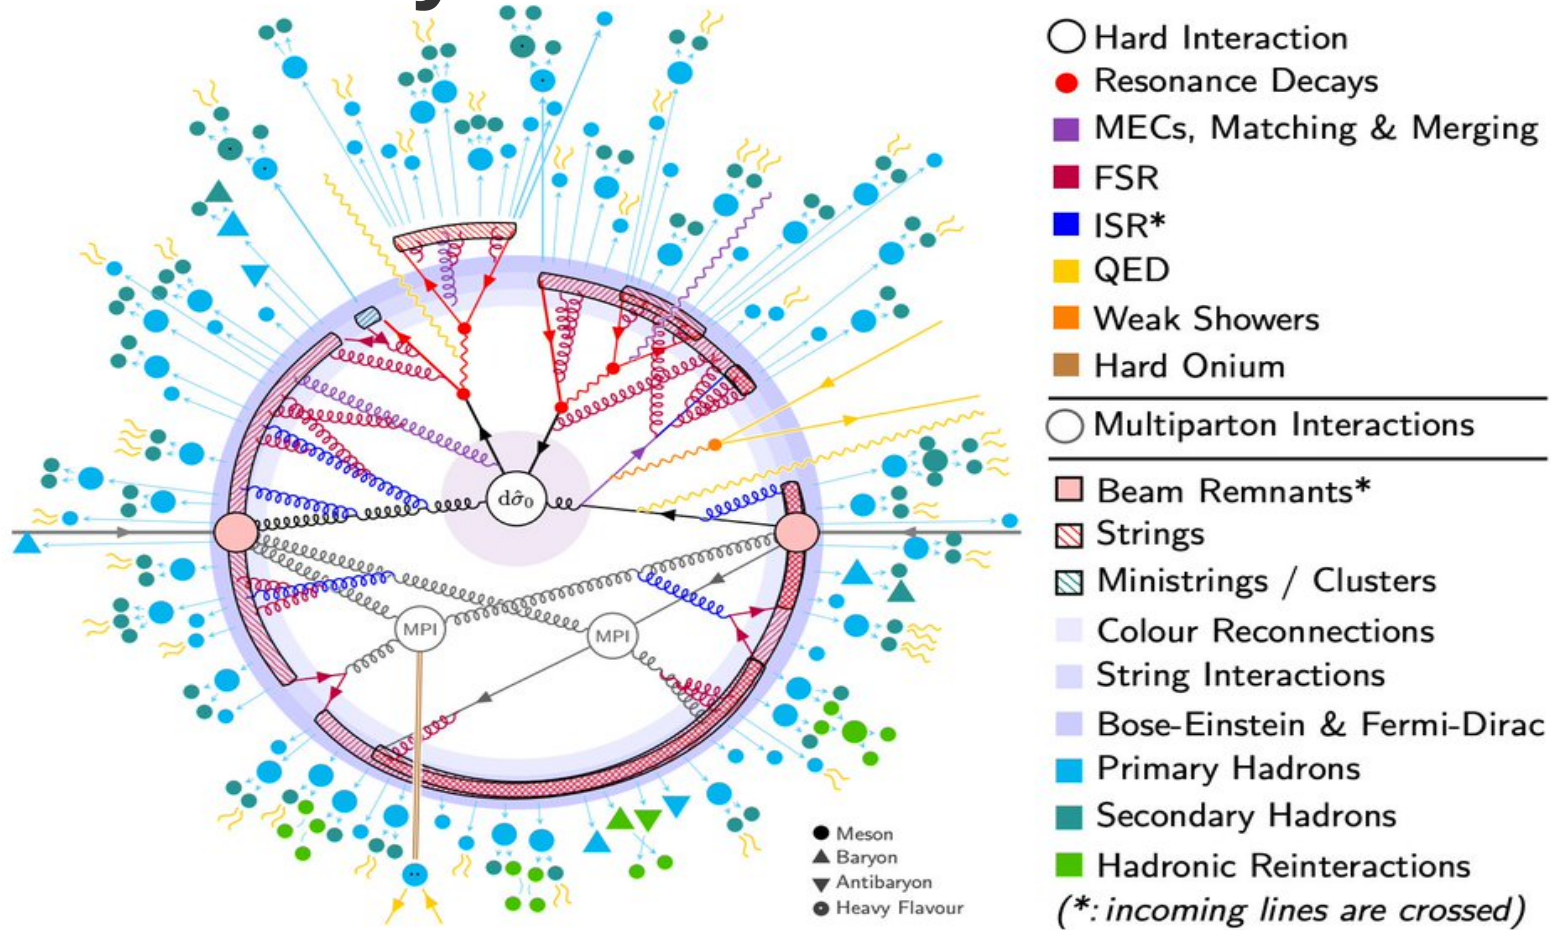 Hard Interaction
Resonance Decays
MECs, Matching & Merging
FSR
ISR*
QED
Weak Showers
Hard Onium
Multiparton Interactions
Beam Remnants*
Strings
Ministrings / Clusters
Colour Reconnections
String Interactions
Bose-Einstein & Fermi-Dirac
Primary Hadrons
Secondary Hadrons
Hadronic Reinteractions
(*: incoming lines are crossed)
dσ̂₀
MPI
MPI
Meson
Baryon
Antibaryon
Heavy Flavour